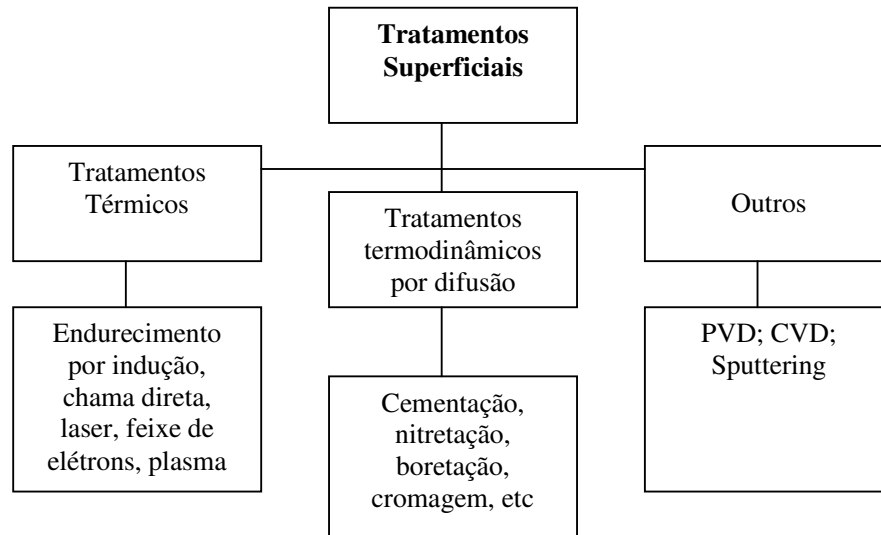 Tratamentos
Superficiais
Tratamentos
Térmicos
Tratamentos
termodinâmicos
por difusão
Outros
Endurecimento
por indução,
chama direta,
laser, feixe de
elétrons, plasma
Cementação,
nitretação,
boretação,
cromagem, etc
PVD; CVD;
Sputtering